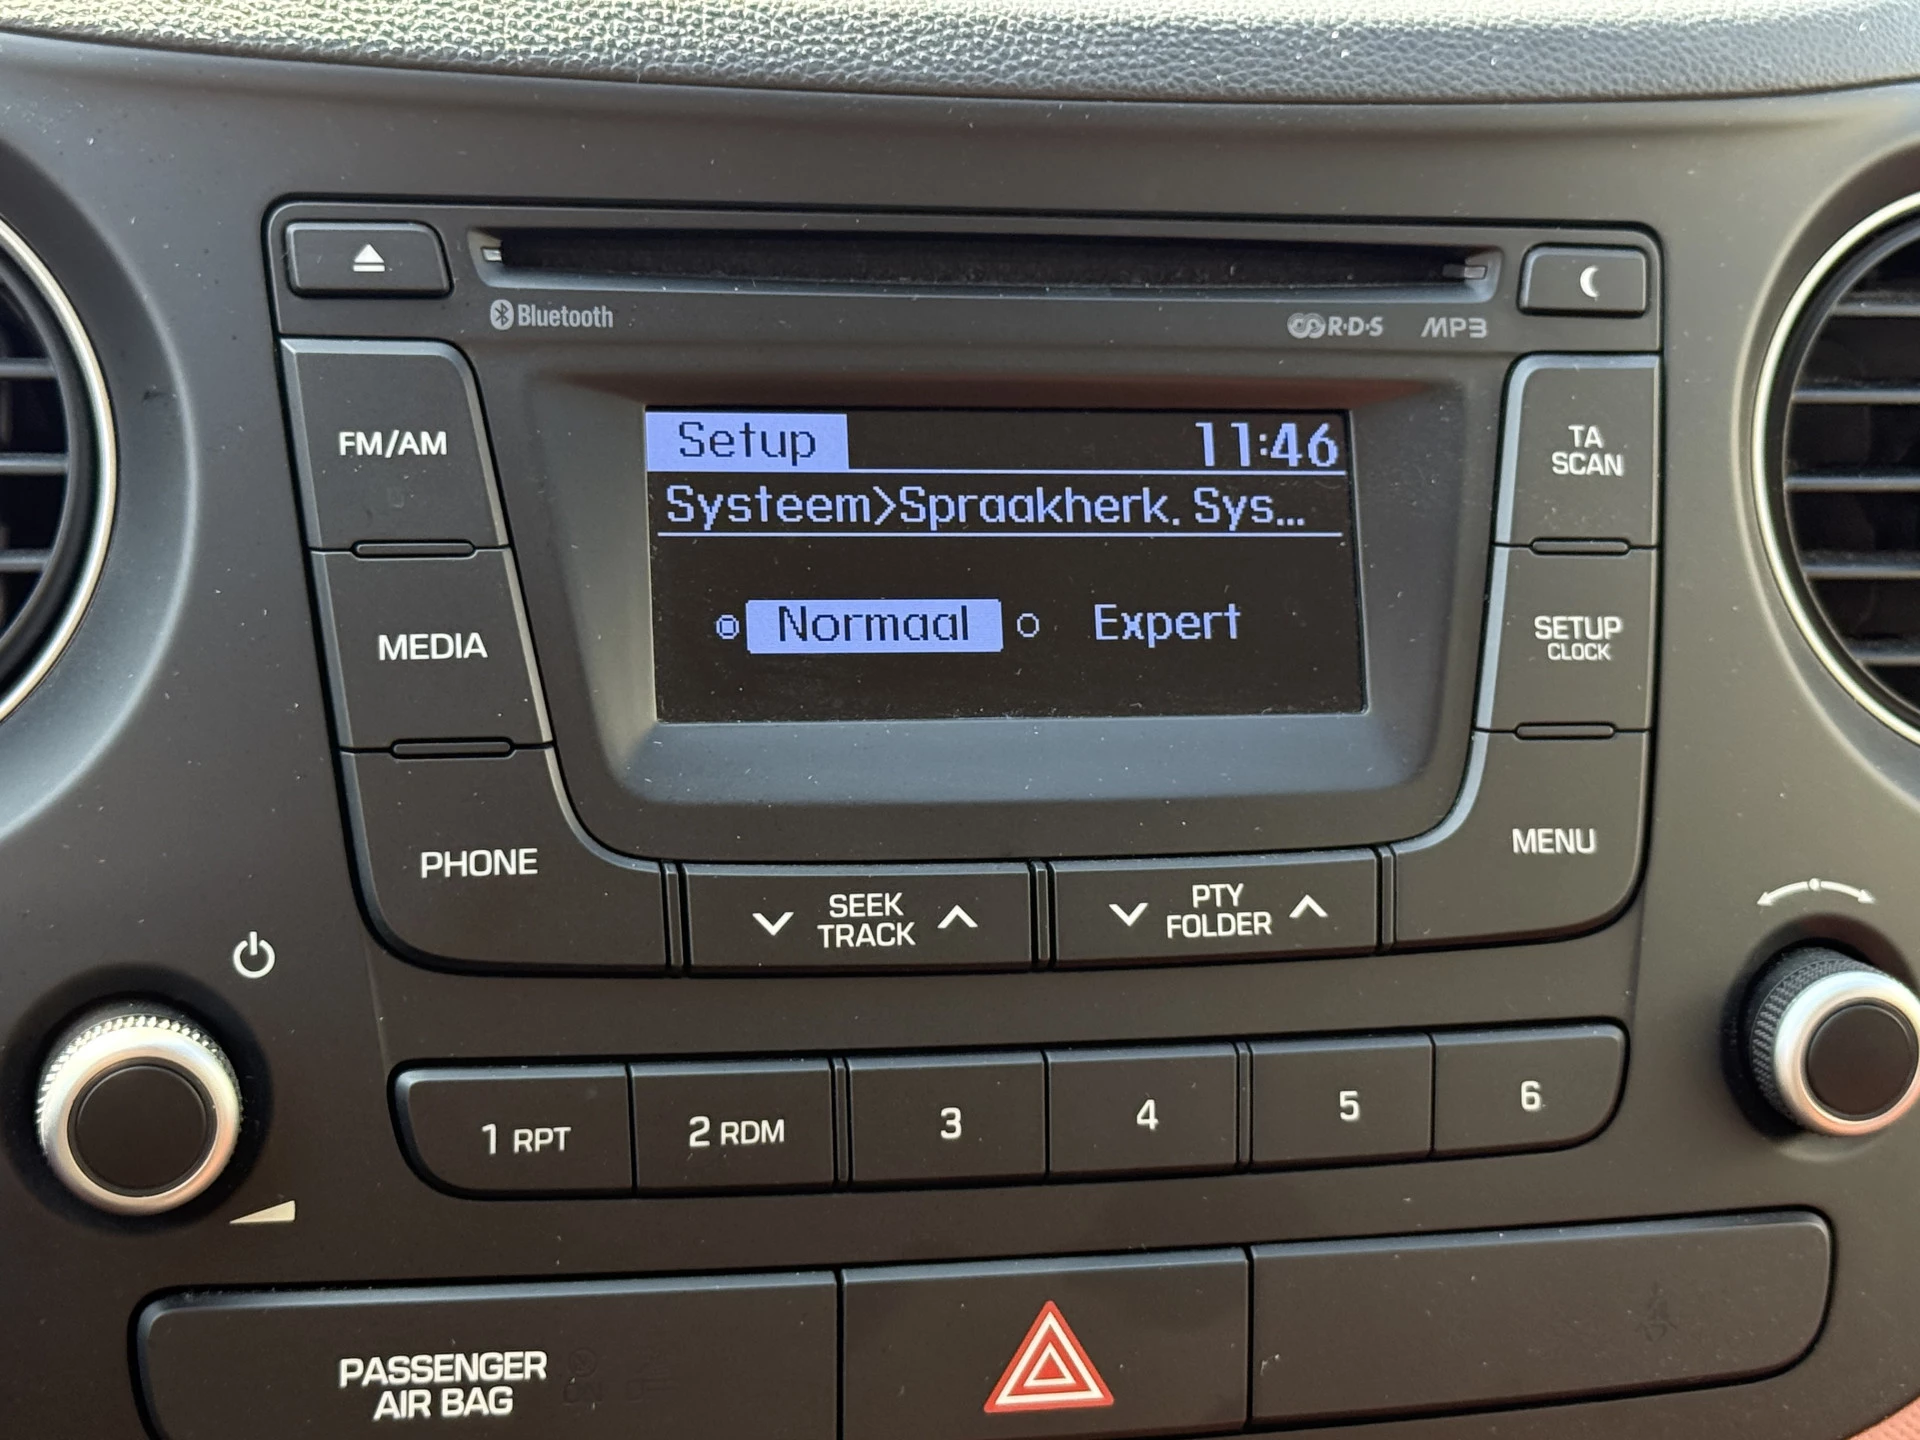 Bluetooth
R·D·S MP3
FM/AM
MEDIA
PHONE
Setup 11:46
Systeem>Spraakherk. Sys...
Normaal Expert
TA
SCAN
SETUP
CLOCK
MENU
SEEK
TRACK
PTY
FOLDER
1 RPT 2 RDM 3 4 5 6
PASSENGER
AIR BAG